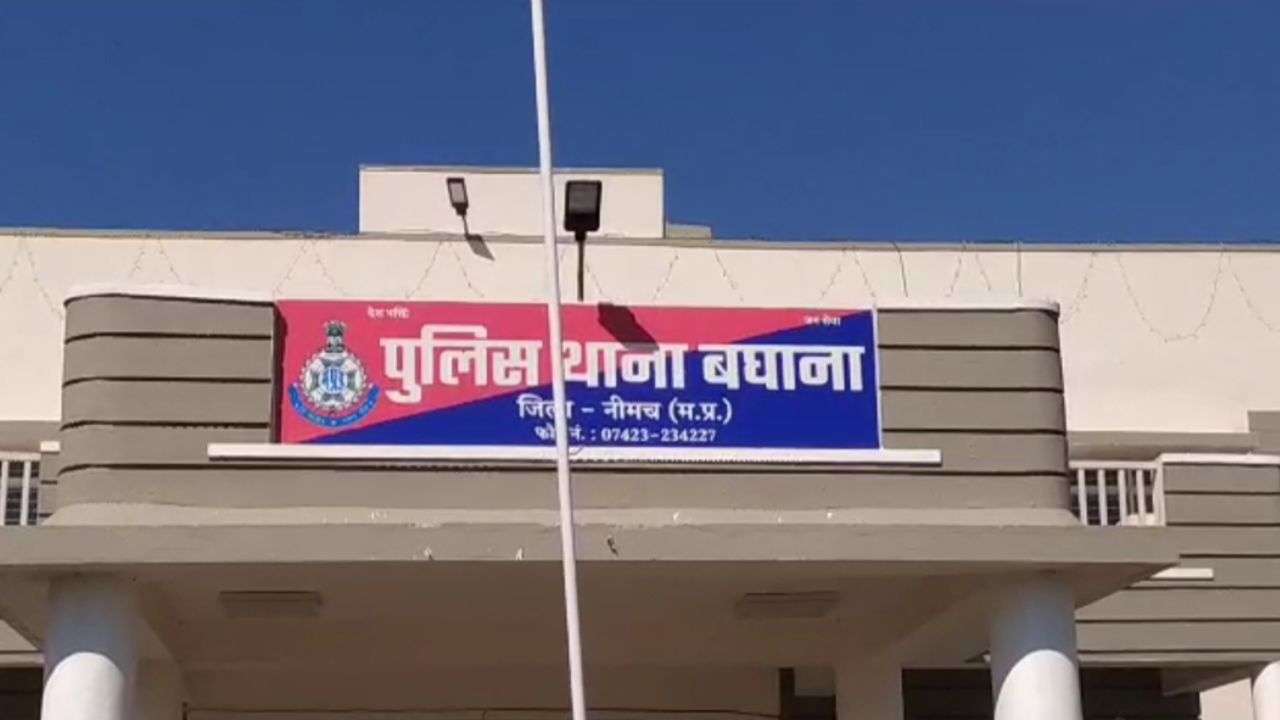 देश भक्ति जन सेवा
पुलिस थाना बघाना
जिला - नीमच (म.प्र.)
फोन नं. : 07423-234227